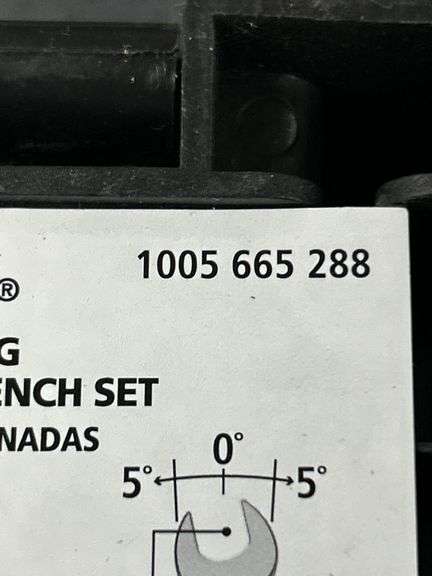 1005 665 288
®
G
ENCH SET
NADAS
0°
5° 5°